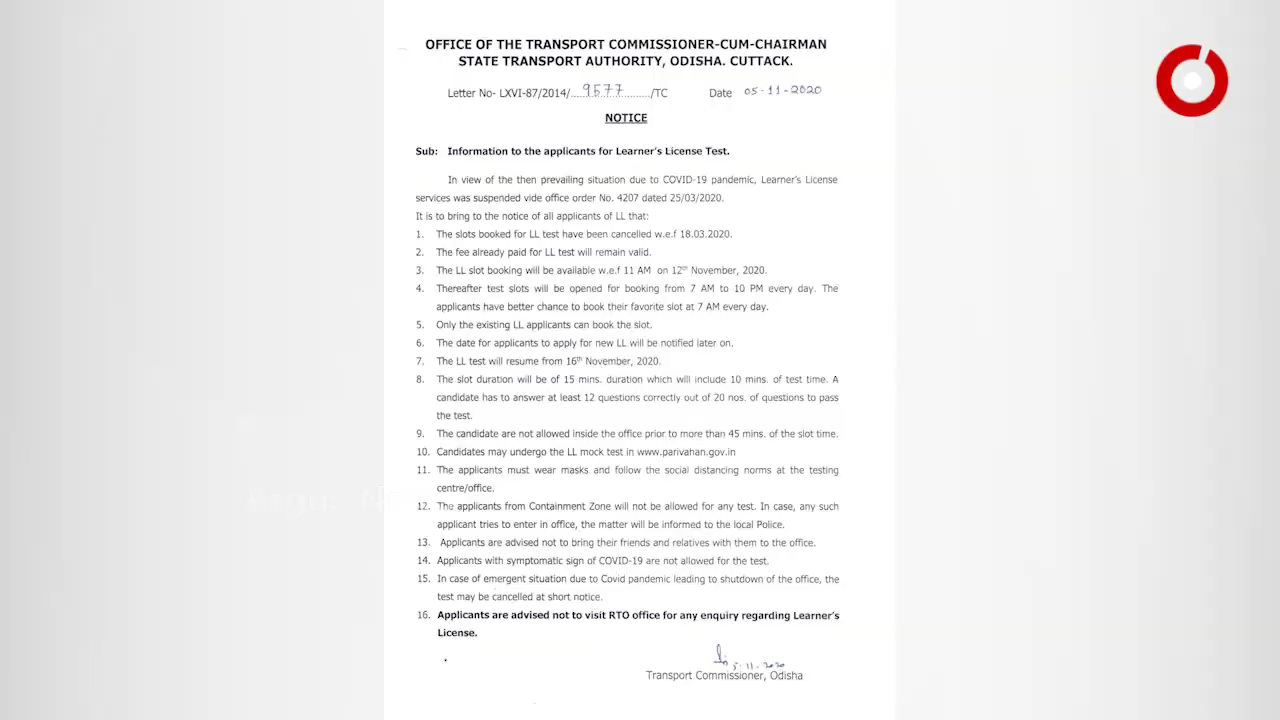 OFFICE OF THE TRANSPORT COMMISSIONER-CUM-CHAIRMAN
STATE TRANSPORT AUTHORITY, ODISHA. CUTTACK.
Letter No- LXVI-87/2014/....9577......./TC Date 05-11-2020
NOTICE
Sub: Information to the applicants for Learner's License Test.
In view of the then prevailing situation due to COVID-19 pandemic, Learner's License
services was suspended vide office order No. 4207 dated 25/03/2020.
It is to bring to the notice of all applicants of LL that:
1. The slots booked for LL test have been cancelled w.e.f 18.03.2020.
2. The fee already paid for LL test will remain valid.
3. The LL slot booking will be available w.e.f 11 AM on 12th November, 2020.
4. Thereafter test slots will be opened for booking from 7 AM to 10 PM every day. The
applicants have better chance to book their favorite slot at 7 AM every day.
5. Only the existing LL applicants can book the slot.
6. The date for applicants to apply for new LL will be notified later on.
7. The LL test will resume from 16th November, 2020.
8. The slot duration will be of 15 mins. duration which will include 10 mins. of test time. A
candidate has to answer at least 12 questions correctly out of 20 nos. of questions to pass
the test.
9. The candidate are not allowed inside the office prior to more than 45 mins. of the slot time.
10. Candidates may undergo the LL mock test in www.parivahan.gov.in
11. The applicants must wear masks and follow the social distancing norms at the testing
centre/office.
12. The applicants from Containment Zone will not be allowed for any test. In case, any such
applicant tries to enter in office, the matter will be informed to the local Police.
13. Applicants are advised not to bring their friends and relatives with them to the office.
14. Applicants with symptomatic sign of COVID-19 are not allowed for the test.
15. In case of emergent situation due to Covid pandemic leading to shutdown of the office, the
test may be cancelled at short notice.
16. Applicants are advised not to visit RTO office for any enquiry regarding Learner's
License.
5.11.2020
Transport Commissioner, Odisha